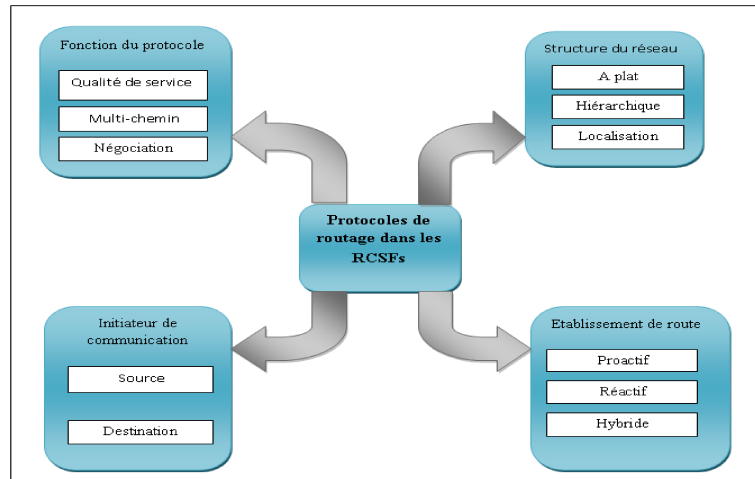 Fonction du protocole
Qualité de service
Multi-chemin
Négociation
Structure du réseau
A plat
Hiérarchique
Localisation
Protocoles de
routage dans les
RCSFs
Initiateur de
communication
Source
Destination
Etablissement de route
Proactif
Réactif
Hybride